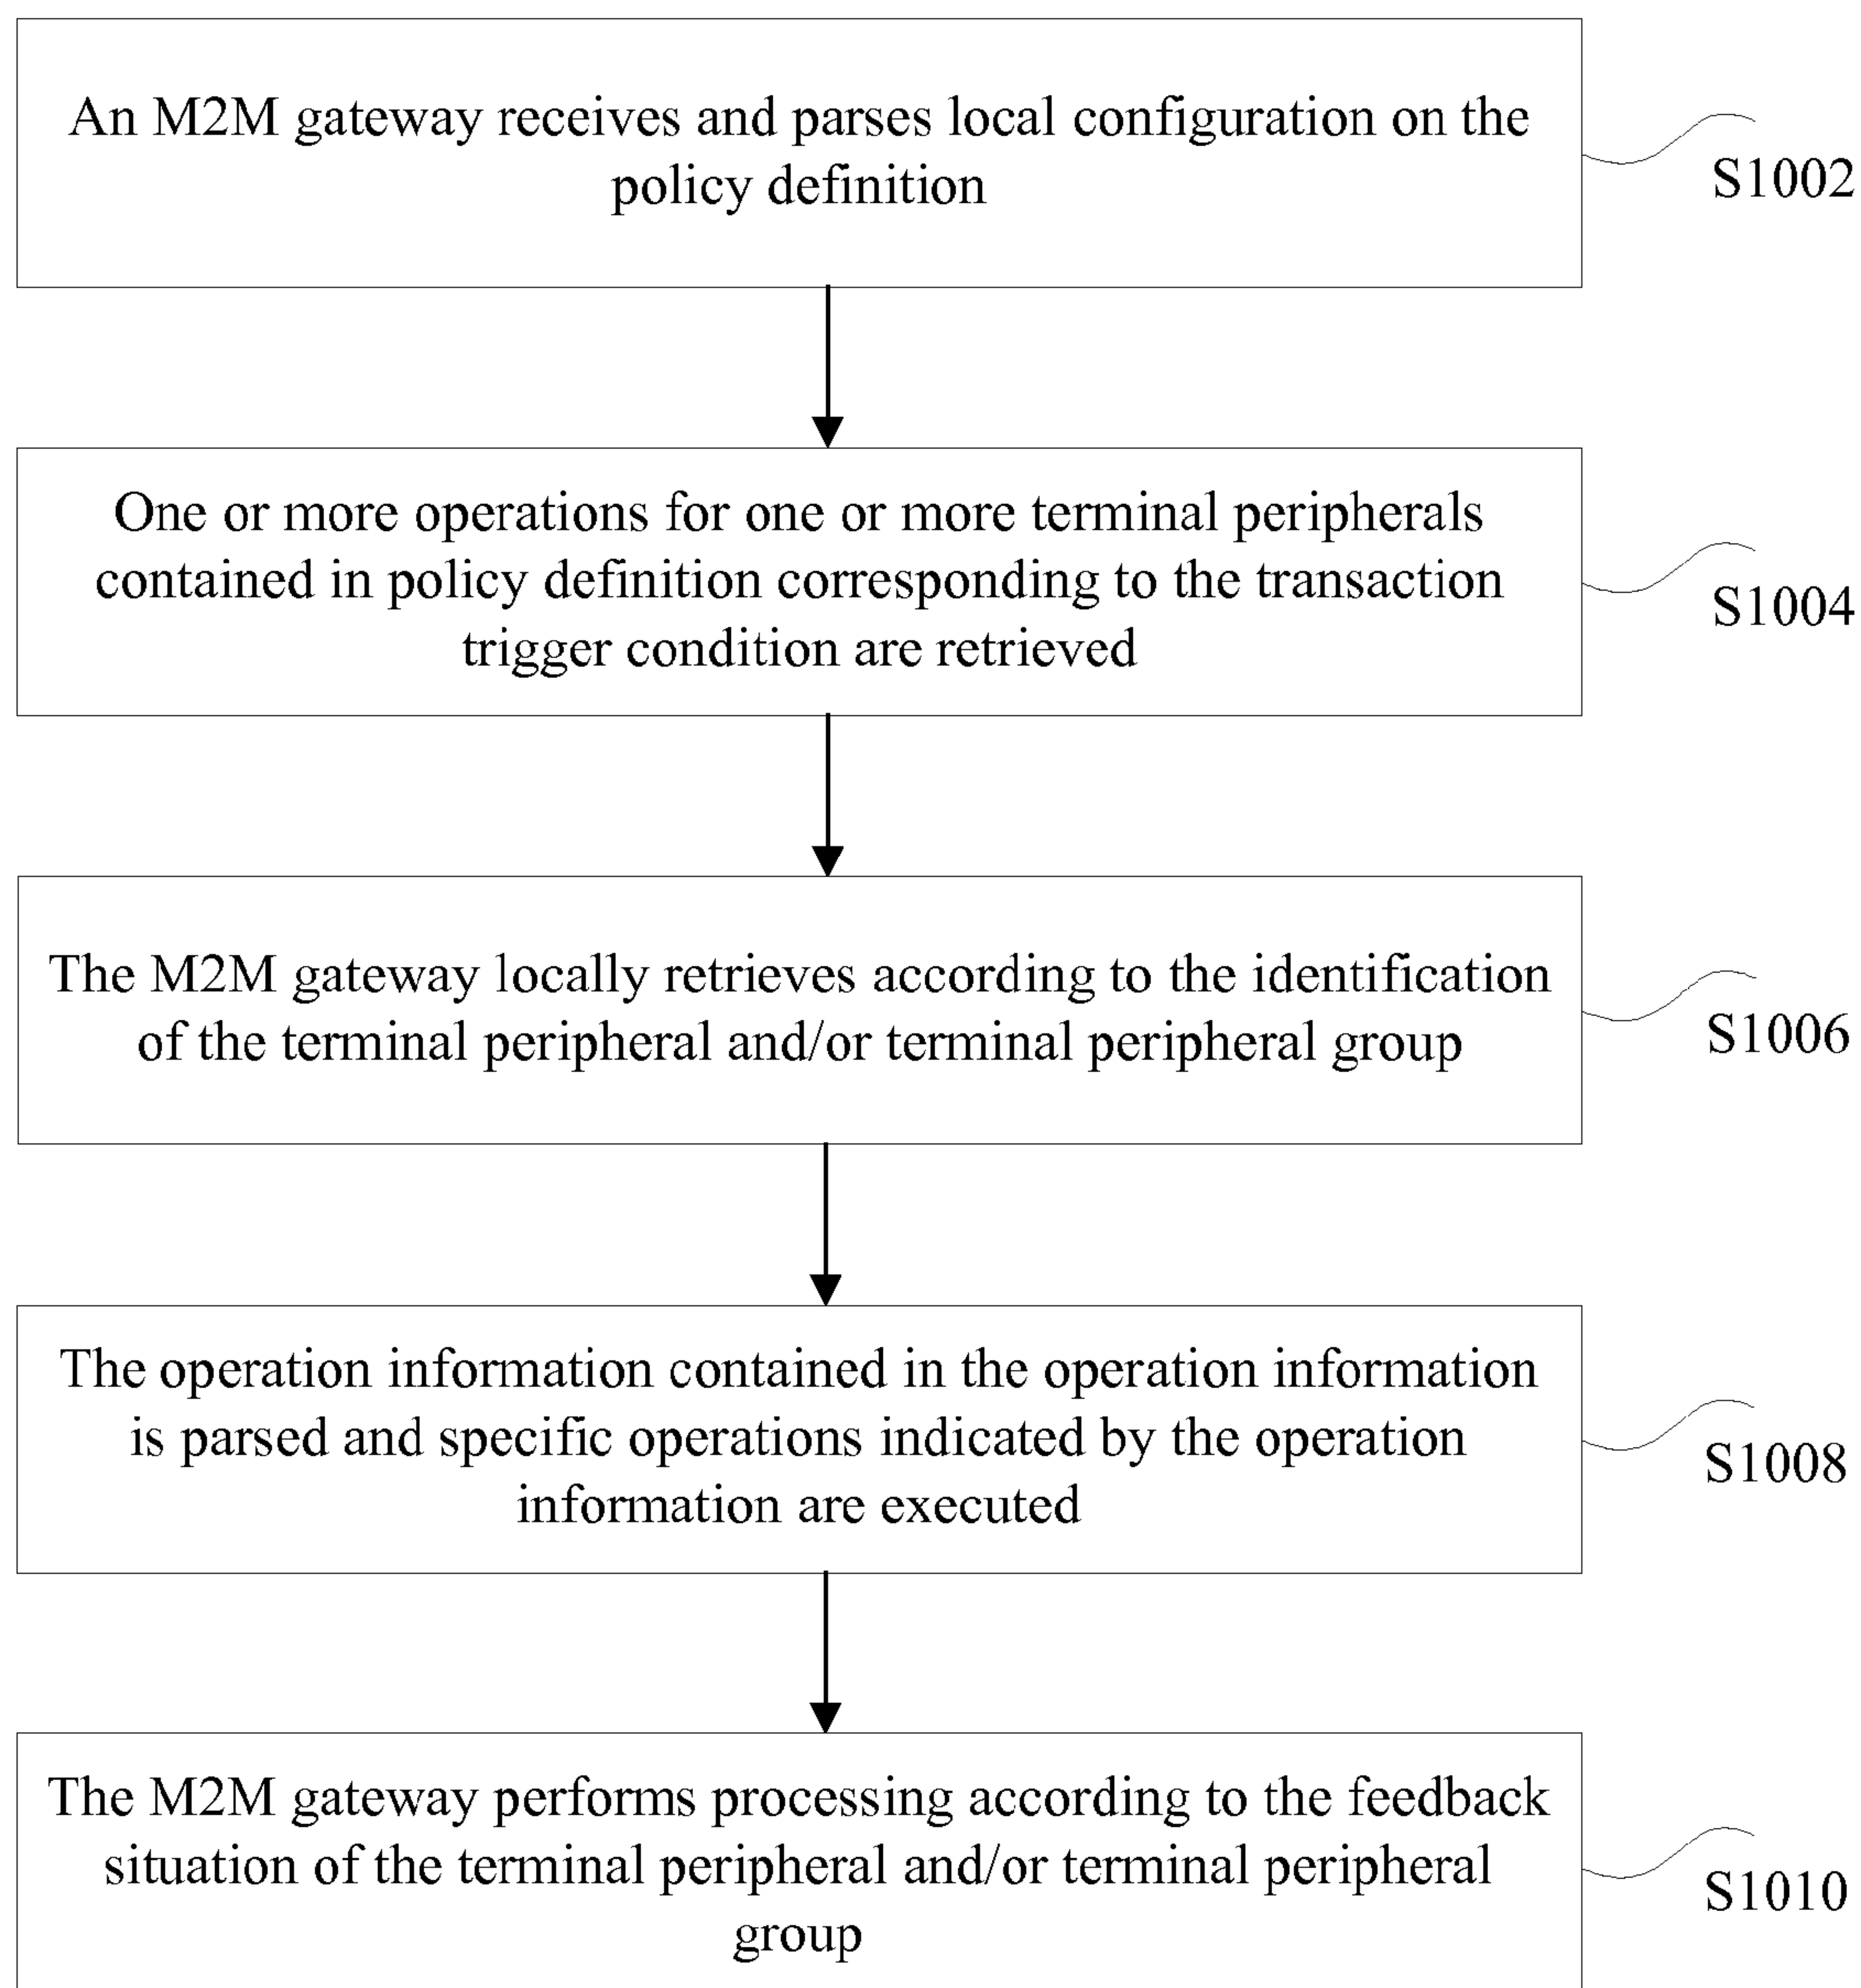 An M2M gateway receives and parses local configuration on the
policy definition
S1002
One or more operations for one or more terminal peripherals
contained in policy definition corresponding to the transaction
trigger condition are retrieved
S1004
The M2M gateway locally retrieves according to the identification
of the terminal peripheral and/or terminal peripheral group
S1006
The operation information contained in the operation information
is parsed and specific operations indicated by the operation
information are executed
S1008
The M2M gateway performs processing according to the feedback
situation of the terminal peripheral and/or terminal peripheral
group
S1010